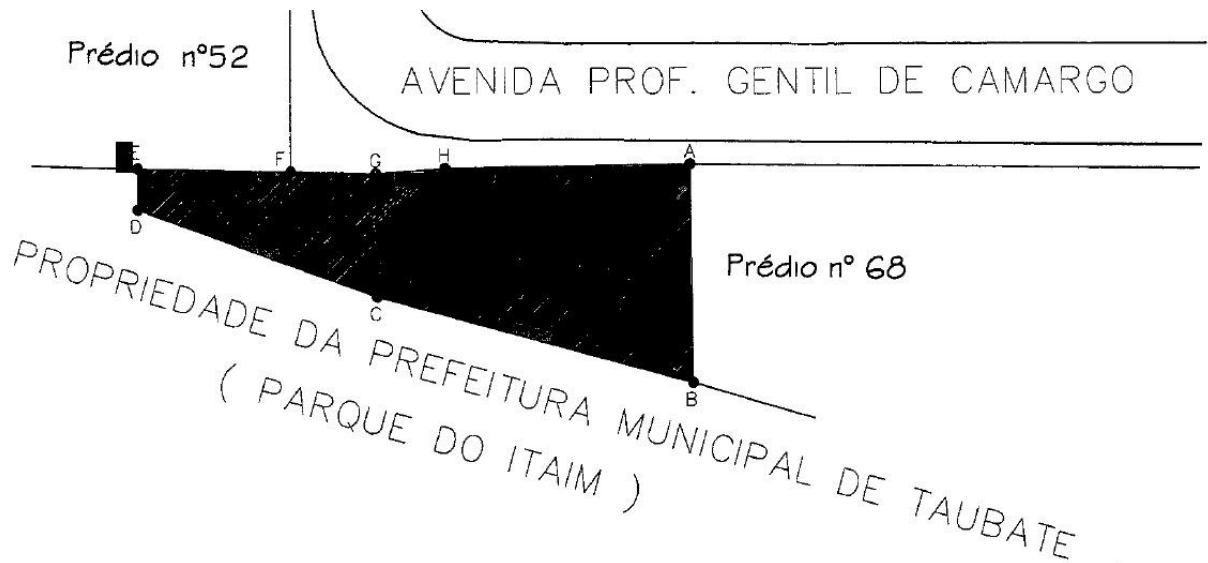 Prédio nº52
AVENIDA PROF. GENTIL DE CAMARGO
E
F
G
H
A
D
Prédio nº 68
C
B
PROPRIEDADE DA PREFEITURA MUNICIPAL DE TAUBATE
( PARQUE DO ITAIM )